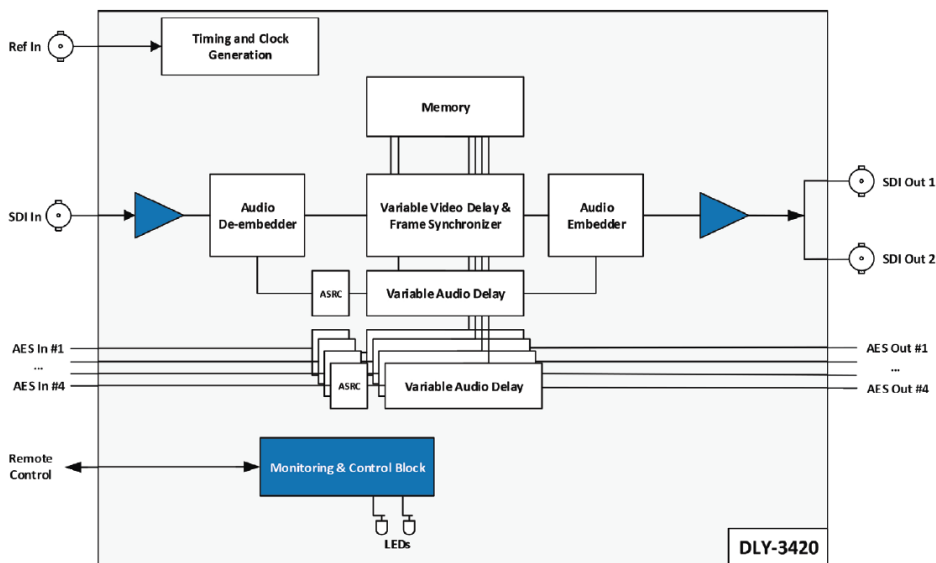 Ref In
Timing and Clock
Generation
Memory
SDI In
Audio
De-embedder
Variable Video Delay &
Frame Synchronizer
Audio
Embedder
SDI Out 1
SDI Out 2
ASRC
Variable Audio Delay
AES In #1
...
AES In #4
ASRC
Variable Audio Delay
AES Out #1
...
AES Out #4
Remote
Control
Monitoring & Control Block
LEDs
DLY-3420